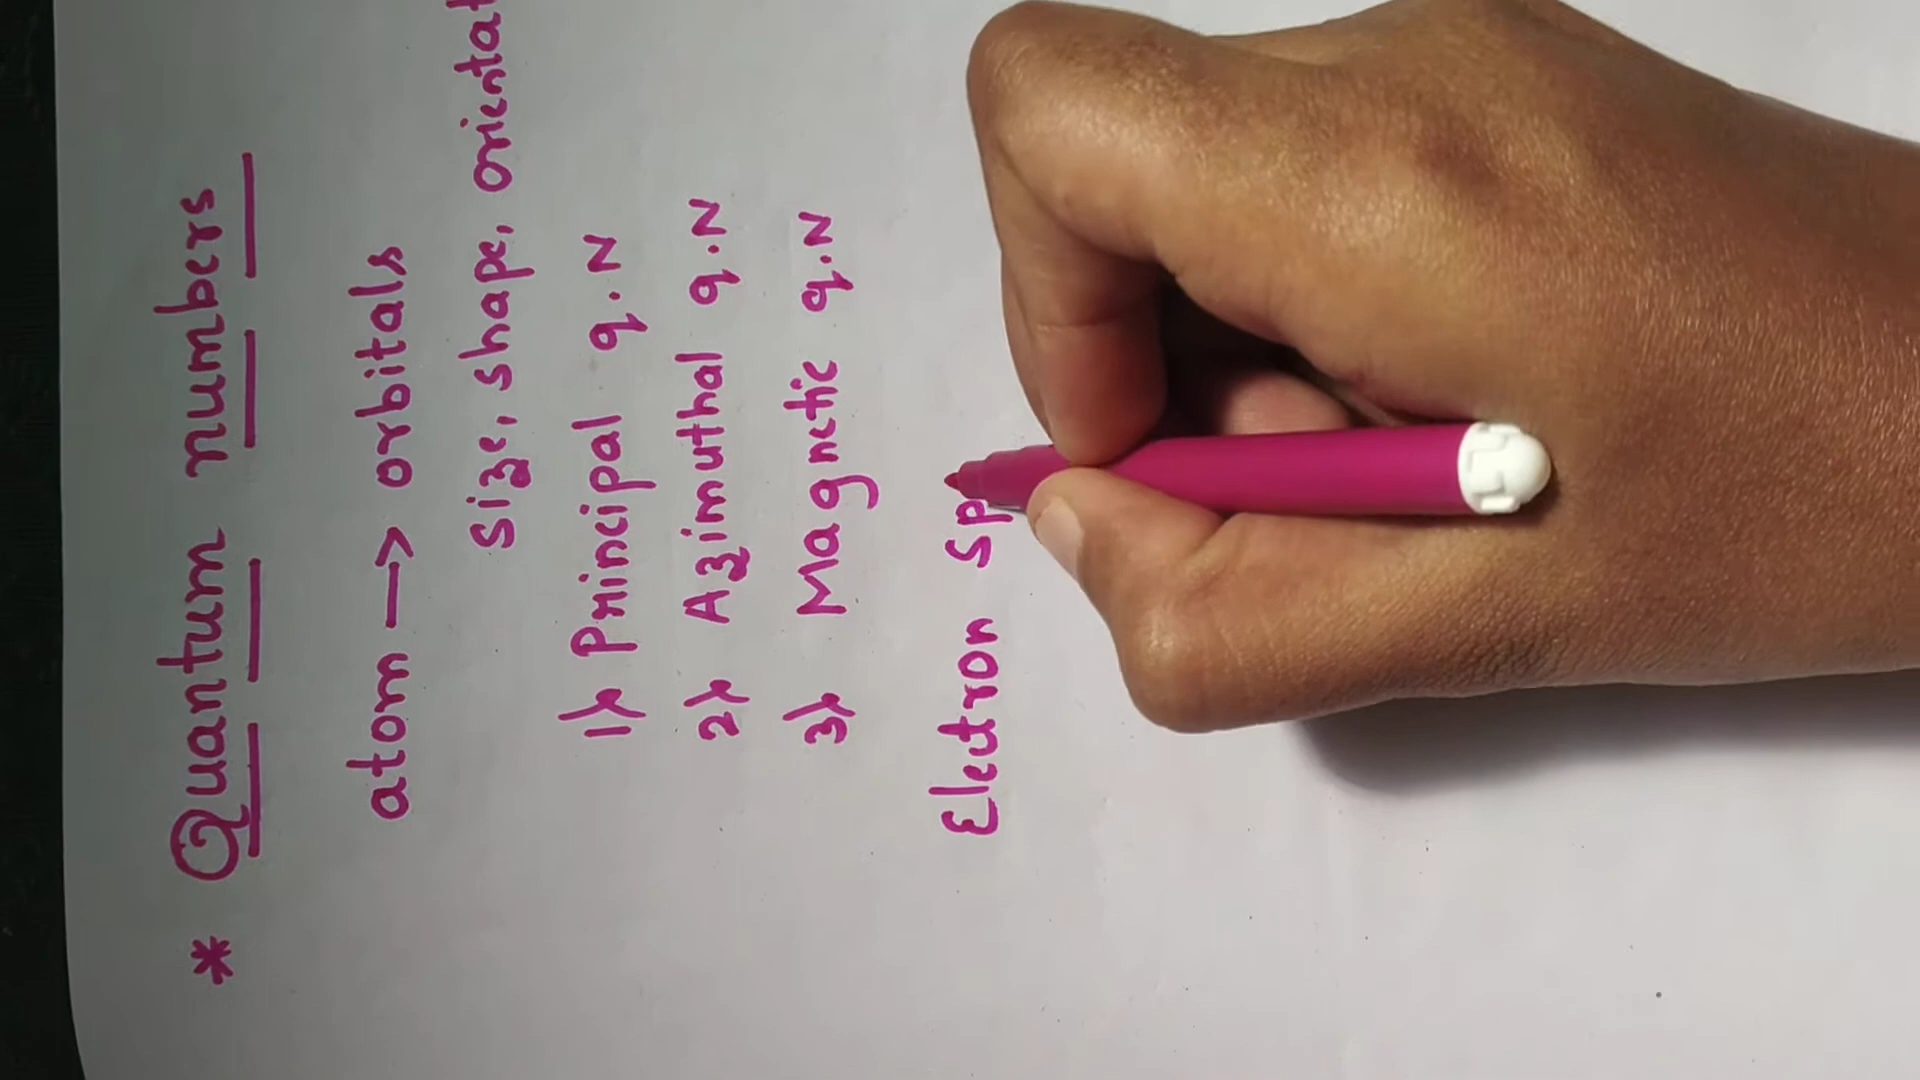 * Quantum numbers
atom → orbitals
size, shape, orientat
1) Principal q.N
2) Azimuthal q.N
3) Magnetic q.N
Electron Sp